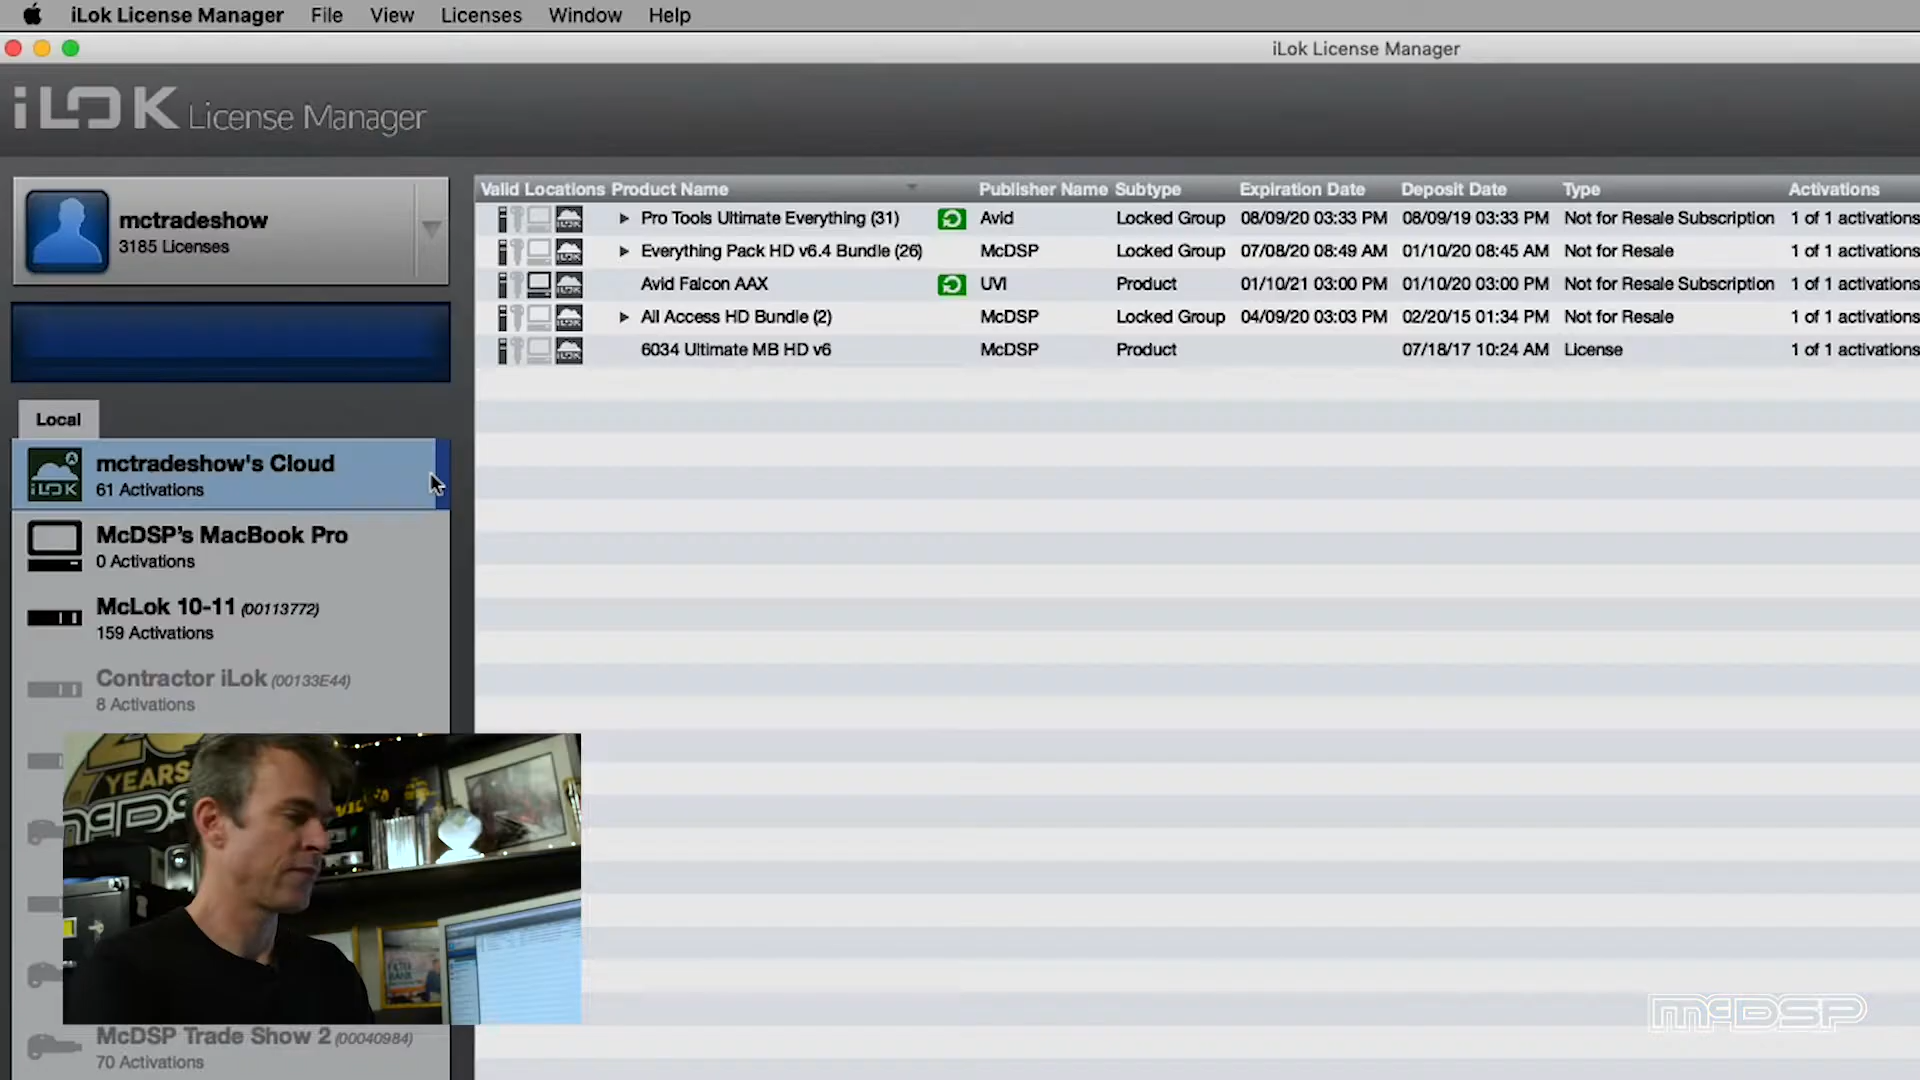 iLok License Manager File View Licenses Window Help
iLok License Manager
iLOK License Manager
mctradeshow
3185 Licenses
Local
mctradeshow's Cloud
61 Activations
iLOK
McDSP's MacBook Pro
0 Activations
McLok 10-11 (00113772)
159 Activations
Contractor iLok (00133E44)
8 Activations
McDSP Trade Show 2 (00040984)
70 Activations
Valid Locations Product Name Publisher Name Subtype Expiration Date Deposit Date Type Activations
Pro Tools Ultimate Everything (31) Avid Locked Group 08/09/20 03:33 PM 08/09/19 03:33 PM Not for Resale Subscription 1 of 1 activations
Everything Pack HD v6.4 Bundle (26) McDSP Locked Group 07/08/20 08:49 AM 01/10/20 08:45 AM Not for Resale 1 of 1 activations
Avid Falcon AAX UVI Product 01/10/21 03:00 PM 01/10/20 03:00 PM Not for Resale Subscription 1 of 1 activations
All Access HD Bundle (2) McDSP Locked Group 04/09/20 03:03 PM 02/20/15 01:34 PM Not for Resale 1 of 1 activations
6034 Ultimate MB HD v6 McDSP Product 07/18/17 10:24 AM License 1 of 1 activations
YEARS
McDS
FILTER
BANK
McDSP